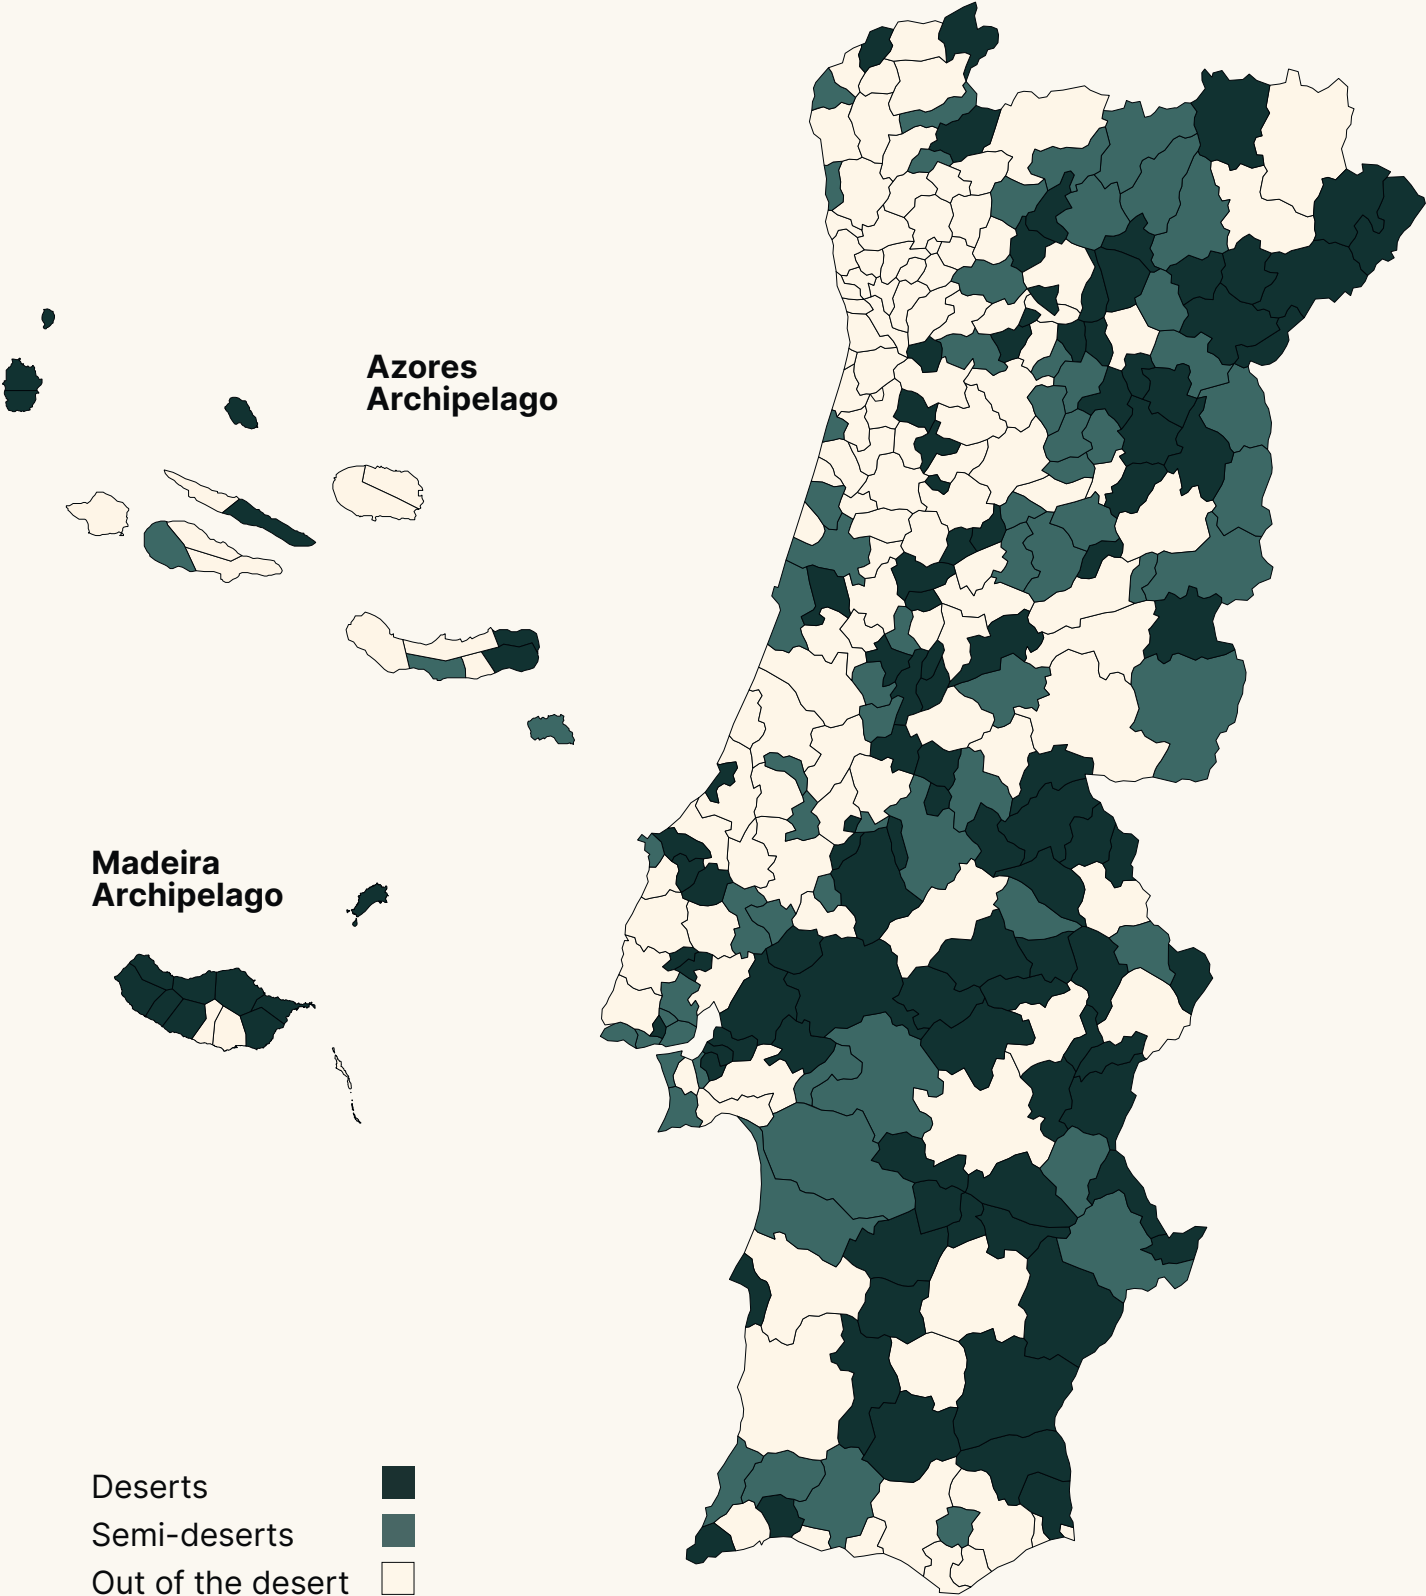 Azores
Archipelago
Madeira
Archipelago
Deserts
Semi-deserts
Out of the desert